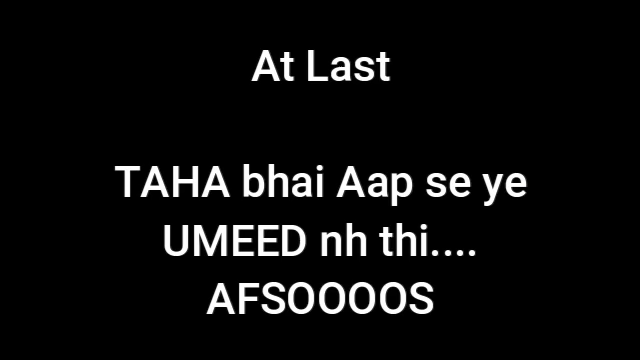 At Last
TAHA bhai Aap se ye
UMEED nh thi....
AFSOOOOS